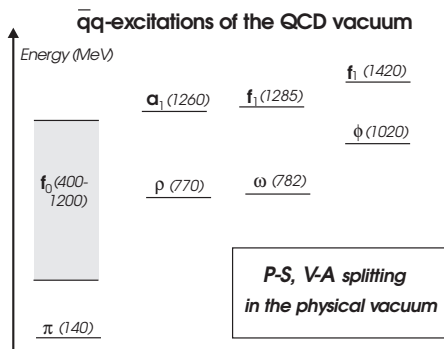 q̅q-excitations of the QCD vacuum
Energy (MeV)
f₁ (1420)
a₁ (1260)
f₁(1285)
ϕ (1020)
f₀(400-
1200)
ρ (770)
ω (782)
P-S, V-A splitting
in the physical vacuum
π (140)